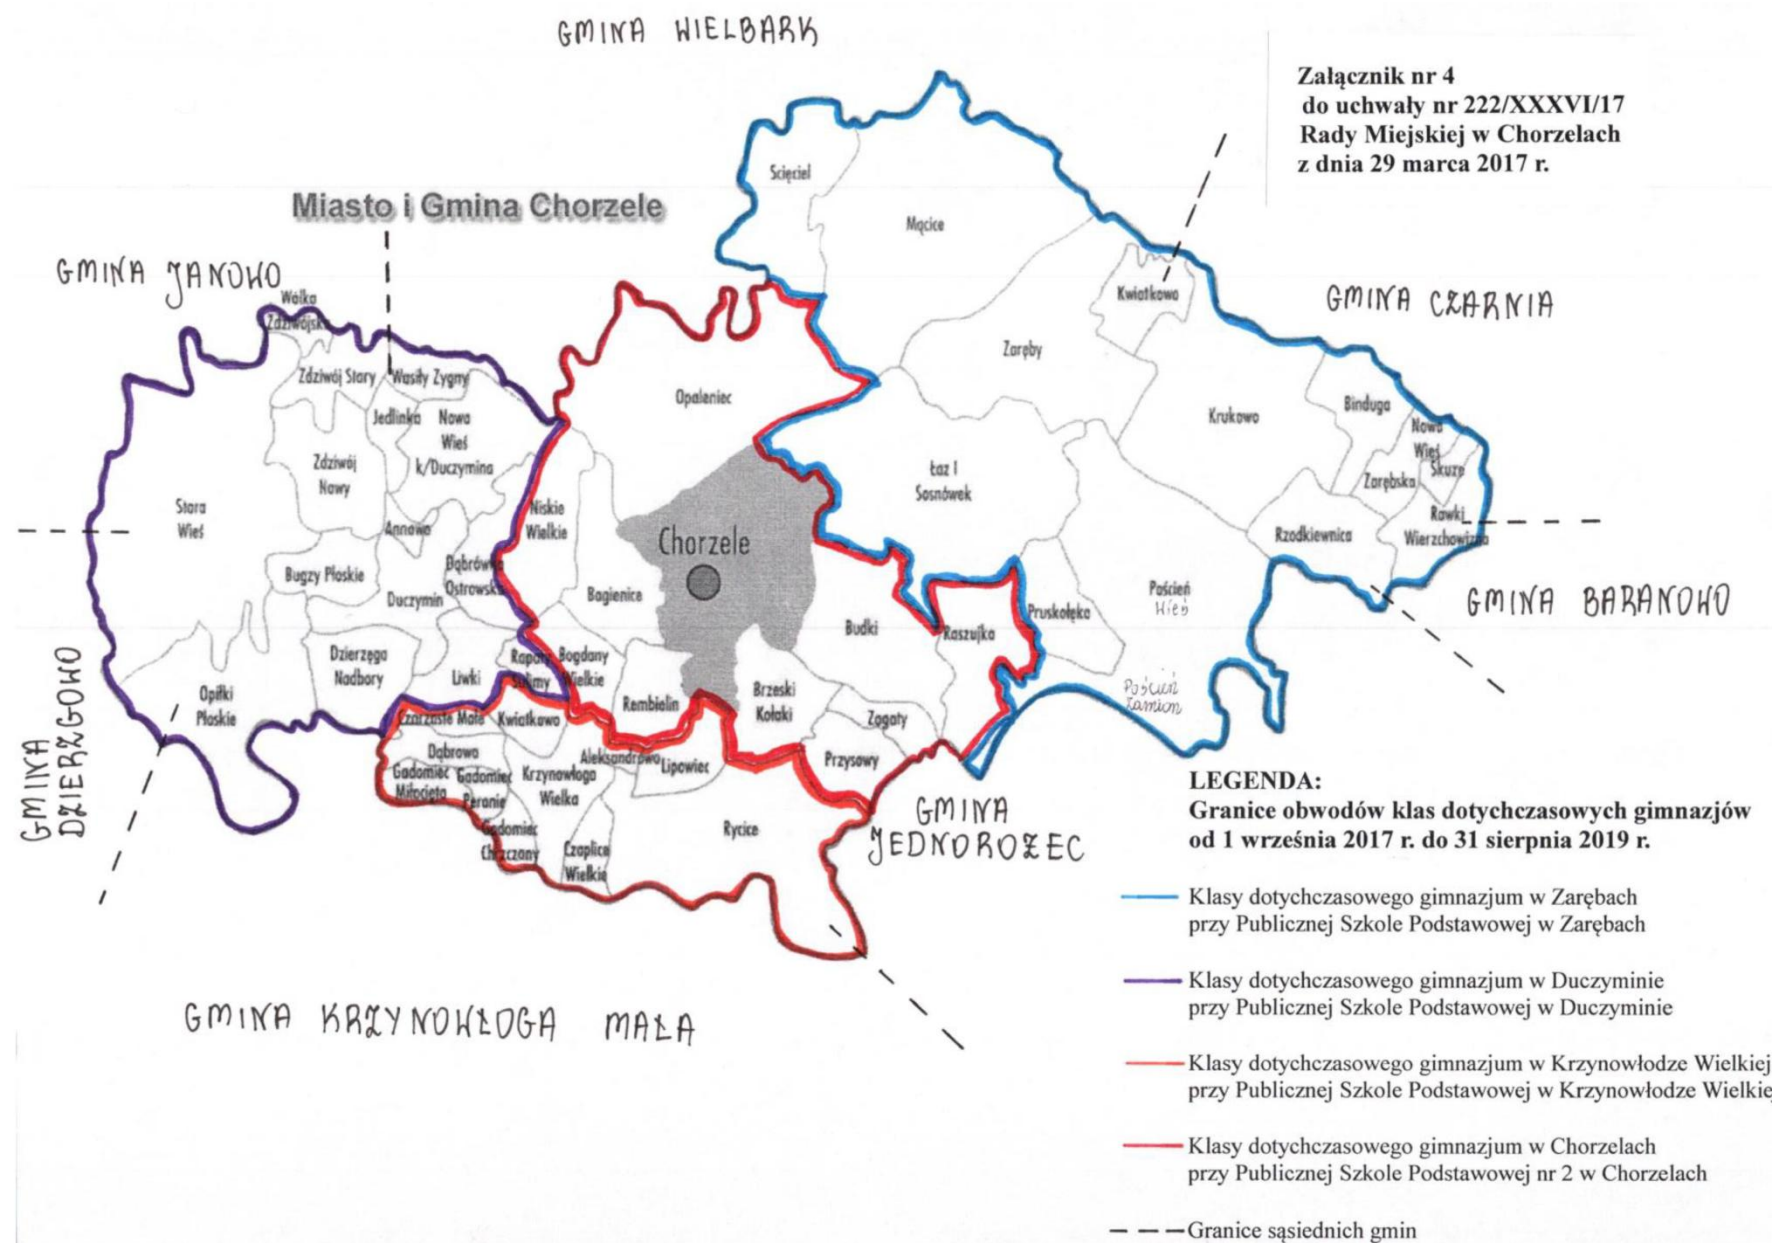 GMINA WIELBARK
Załącznik nr 4
do uchwały nr 222/XXXVI/17
Rady Miejskiej w Chorzelach
z dnia 29 marca 2017 r.
Miasto i Gmina Chorzele
GMINA JANOWO
GMINA CZARNIA
Ścięciel
Mącice
Kwiatkowo
Zaręby
Wólka
Zdziwójska
Zdziwój Stary
Wasiły Zygny
Jedlinka
Nowa
Wieś
k/Duczymina
Opaleniec
Krukowo
Binduga
Nowa
Wieś
Zarębska
Skuze
Rawki
Wierzchowizna
Rzodkiewnica
Zdziwój
Nowy
Stara
Wieś
Annowo
Niskie
Wielkie
Łaz I
Sosnówek
Chorzele
Bugzy Płoskie
Dąbrówka
Ostrowska
Duczymin
Bagienice
Budki
Raszujka
Pruskołęka
Poścień
Wieś
GMINA BARANOWO
Dzierzęga
Nadbory
Liwki
Rapaty
Sulimy
Bogdany
Wielkie
Rembielin
Brzeski
Kołaki
Zagaty
Przysowy
Poścień
Zamion
Opiłki
Płoskie
GMINA
DZIERZGOWO
Czarzaste Małe
Kwiatkowo
Dąbrowa
Gadomiec
Miłocięta
Gadomiec
Peronie
Krzynowłoga
Wielka
Aleksandrowo
Lipowiec
Gadomiec
Chrzczany
Czaplice
Wielkie
Rycice
GMINA
JEDNOROŻEC
GMINA KRZYNOWŁOGA MAŁA
LEGENDA:
Granice obwodów klas dotychczasowych gimnazjów
od 1 września 2017 r. do 31 sierpnia 2019 r.
Klasy dotychczasowego gimnazjum w Zarębach
przy Publicznej Szkole Podstawowej w Zarębach
Klasy dotychczasowego gimnazjum w Duczyminie
przy Publicznej Szkole Podstawowej w Duczyminie
Klasy dotychczasowego gimnazjum w Krzynowłodze Wielkiej
przy Publicznej Szkole Podstawowej w Krzynowłodze Wielkiej
Klasy dotychczasowego gimnazjum w Chorzelach
przy Publicznej Szkole Podstawowej nr 2 w Chorzelach
Granice sąsiednich gmin